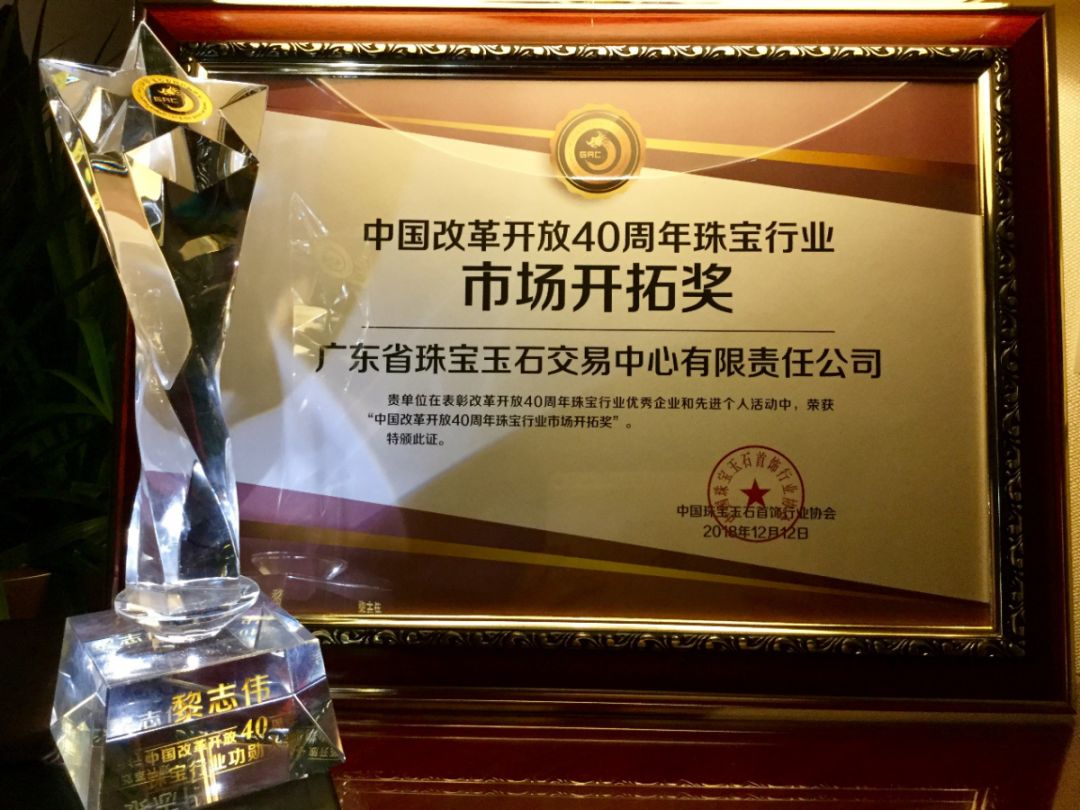 GAC
中国改革开放40周年珠宝行业
市场开拓奖
广东省珠宝玉石交易中心有限责任公司
贵单位在表彰改革开放40周年珠宝行业优秀企业和先进个人活动中，荣获
“中国改革开放40周年珠宝行业市场开拓奖”。
特颁此证。
中国珠宝玉石首饰行业协会
2018年12月12日
GAC
黎志伟
中国改革开放40
珠宝行业功勋